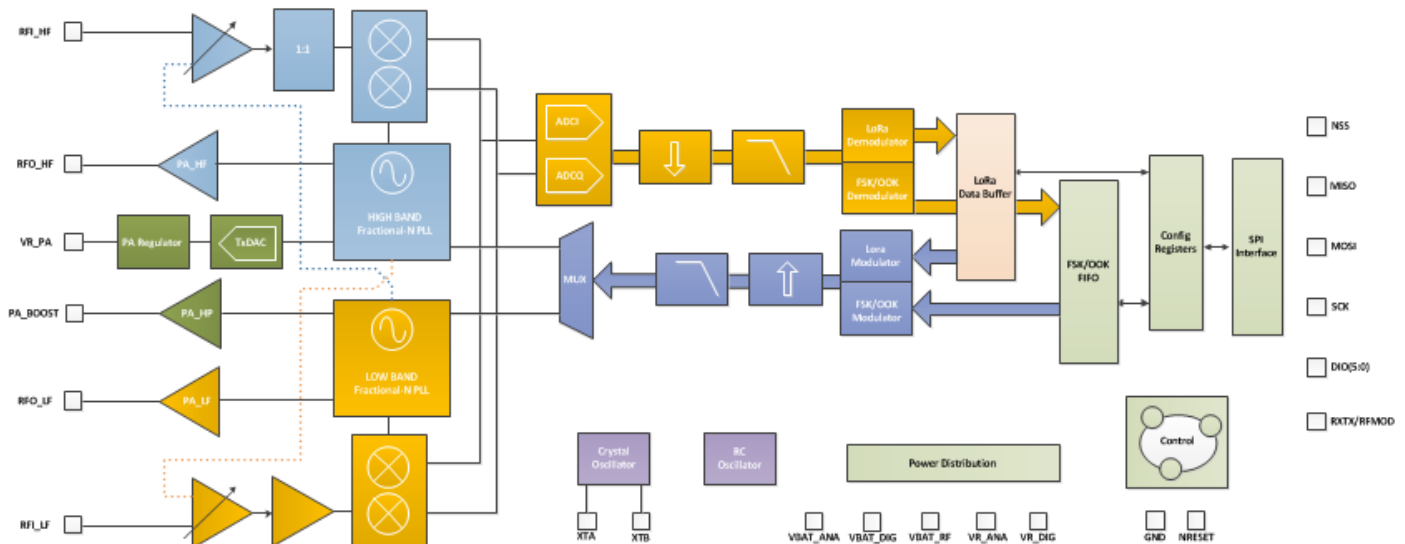 RFI_HF
1:1
RFO_HF
PA_HF
HIGH BAND
Fractional-N PLL
VR_PA
PA Regulator
TxDAC
PA_BOOST
PA_HP
LOW BAND
Fractional-N PLL
RFO_LF
PA_LF
RFI_LF
ADCI
ADCQ
MUX
LoRa
Demodulator
FSK/OOK
Demodulator
Lora
Modulator
FSK/OOK
Modulator
LoRa
Data Buffer
FSK/OOK
FIFO
Config
Registers
SPI
Interface
NSS
MISO
MOSI
SCK
DIO(5:0)
RXTX/RFMOD
Crystal
Oscillator
RC
Oscillator
Power Distribution
Control
XTA
XTB
VBAT_ANA
VBAT_DIG
VBAT_RF
VR_ANA
VR_DIG
GND
NRESET